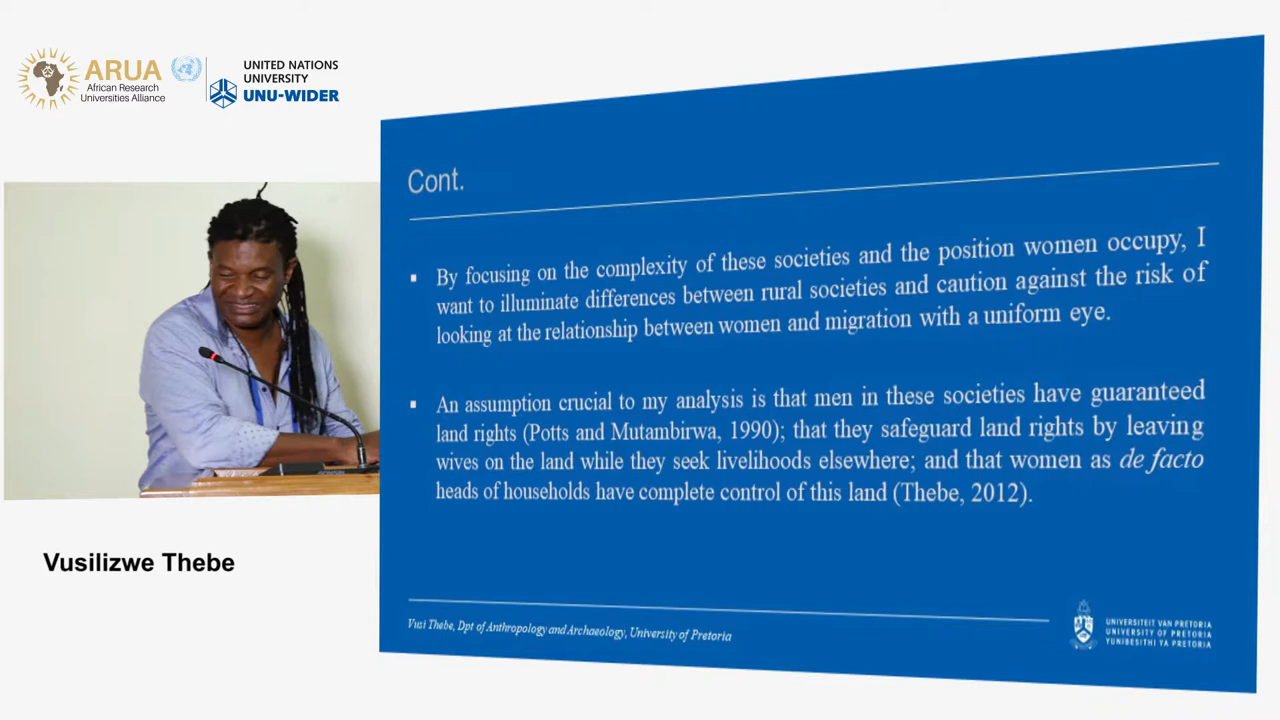 ARUA
African Research
Universities Alliance
UNITED NATIONS
UNIVERSITY
UNU-WIDER
Cont.
▪ By focusing on the complexity of these societies and the position women occupy, I
want to illuminate differences between rural societies and caution against the risk of
looking at the relationship between women and migration with a uniform eye.
▪ An assumption crucial to my analysis is that men in these societies have guaranteed
land rights (Potts and Mutambirwa, 1990); that they safeguard land rights by leaving
wives on the land while they seek livelihoods elsewhere; and that women as de facto
heads of households have complete control of this land (Thebe, 2012).
Vusilizwe Thebe
Vusi Thebe, Dpt of Anthropology and Archaeology, University of Pretoria
UNIVERSITEIT VAN PRETORIA
UNIVERSITY OF PRETORIA
YUNIBESITHI YA PRETORIA